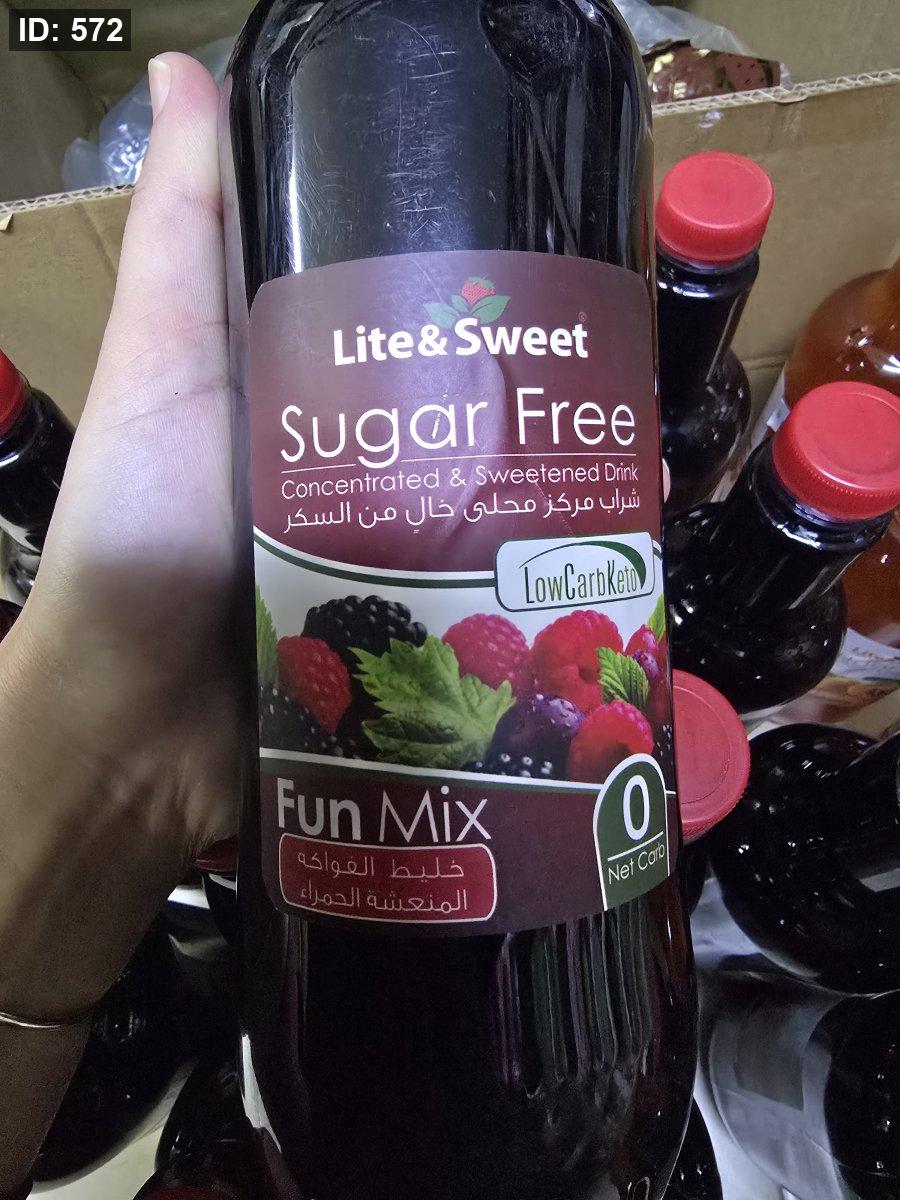 ID: 572
Lite & Sweet®
Sugar Free
Concentrated & Sweetened Drink
شراب مركز محلى خالٍ من السكر
LowCarbKeto
Fun Mix
خليط الفواكه
المنعشة الحمراء
0
Net Carb